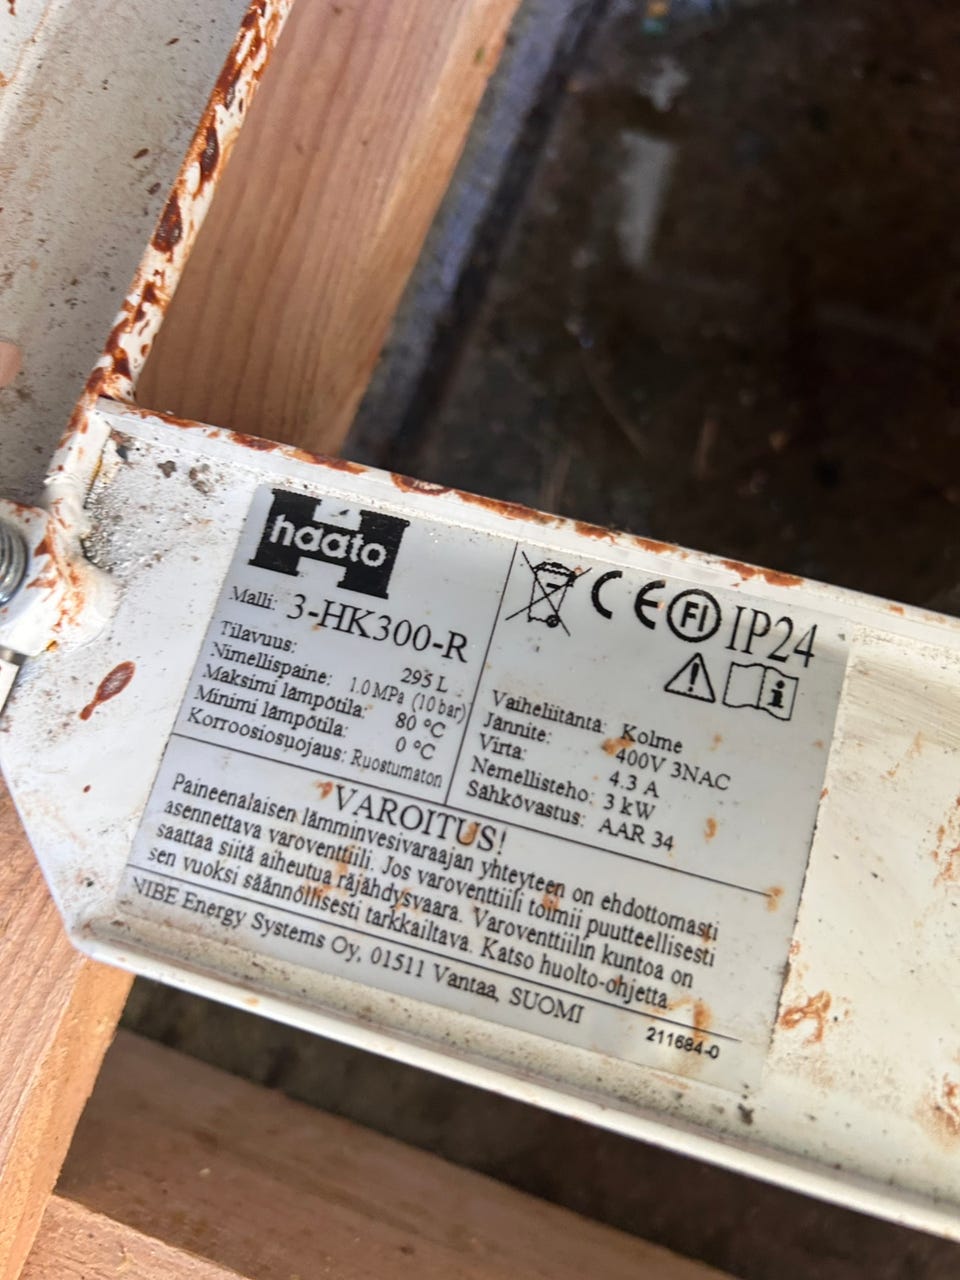 haato
Malli: 3-HK300-R
Tilavuus: 295 L
Nimellispaine: 1.0 MPa (10 bar)
Maksimi lämpötila: 80 °C
Minimi lämpötila: 0 °C
Korroosiosuojaus: Ruostumaton
CE FI IP24
i
Vaiheliitäntä: Kolme
Jännite: 400V 3NAC
Virta: 4.3 A
Nemellisteho: 3 kW
Sähkövastus: AAR 34
VAROITUS!
Paineenalaisen lämminvesivaraajan yhteyteen on ehdottomasti
asennettava varoventtiili. Jos varoventtiili toimii puutteellisesti
saattaa siitä aiheutua räjähdysvaara. Varoventtiilin kuntoa on
sen vuoksi säännöllisesti tarkkailtava. Katso huolto-ohjetta.
NIBE Energy Systems Oy, 01511 Vantaa, SUOMI
211684-0